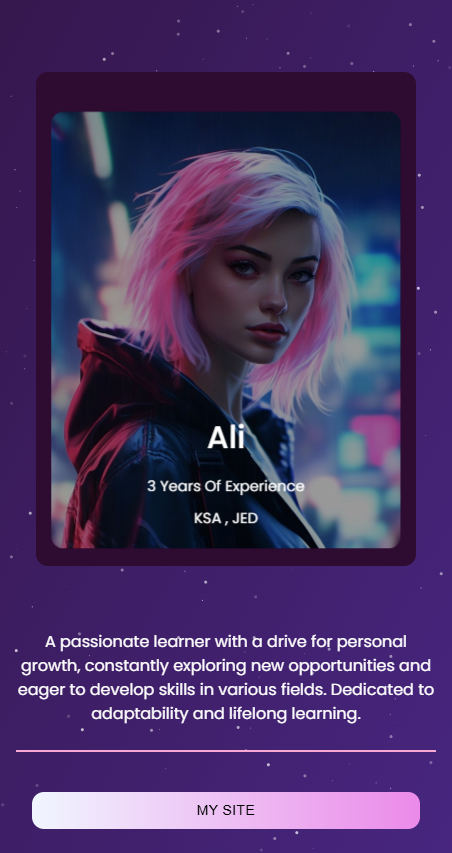 Ali
3 Years Of Experience
KSA , JED
A passionate learner with a drive for personal
growth, constantly exploring new opportunities and
eager to develop skills in various fields. Dedicated to
adaptability and lifelong learning.
MY SITE